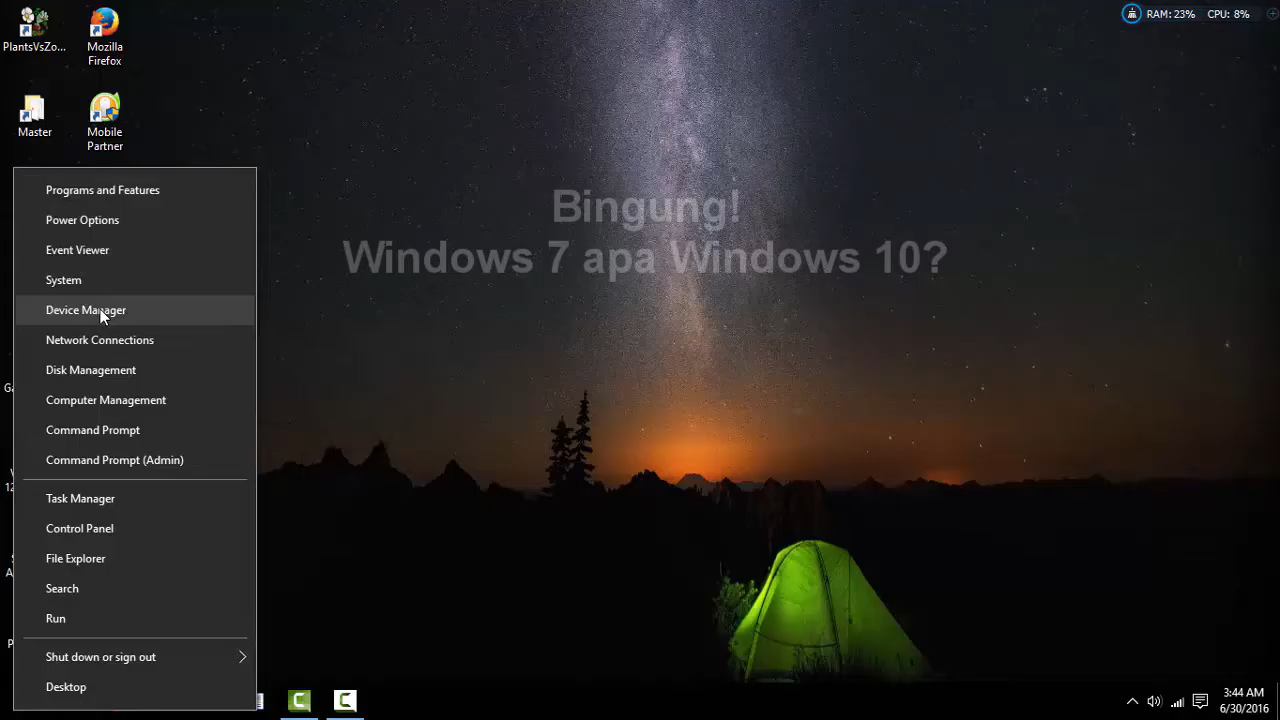 PlantsVsZo...
Mozilla
Firefox
Master
Mobile
Partner
RAM: 23%
CPU: 8%
Bingung!
Windows 7 apa Windows 10?
Programs and Features
Power Options
Event Viewer
System
Device Manager
Network Connections
Disk Management
Computer Management
Command Prompt
Command Prompt (Admin)
Task Manager
Control Panel
File Explorer
Search
Run
Shut down or sign out
Desktop
3:44 AM
6/30/2016